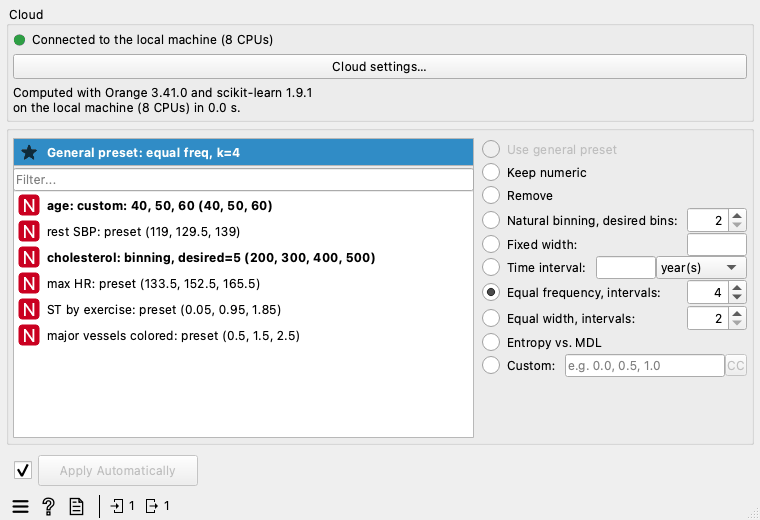 Cloud
Connected to the local machine (8 CPUs)
Cloud settings...
Computed with Orange 3.41.0 and scikit-learn 1.9.1
on the local machine (8 CPUs) in 0.0 s.
General preset: equal freq, k=4
Filter...
N age: custom: 40, 50, 60 (40, 50, 60)
N rest SBP: preset (119, 129.5, 139)
N cholesterol: binning, desired=5 (200, 300, 400, 500)
N max HR: preset (133.5, 152.5, 165.5)
N ST by exercise: preset (0.05, 0.95, 1.85)
N major vessels colored: preset (0.5, 1.5, 2.5)
Use general preset
Keep numeric
Remove
Natural binning, desired bins: 2
Fixed width:
Time interval: year(s)
Equal frequency, intervals: 4
Equal width, intervals: 2
Entropy vs. MDL
Custom: e.g. 0.0, 0.5, 1.0 CC
Apply Automatically
? 1 1